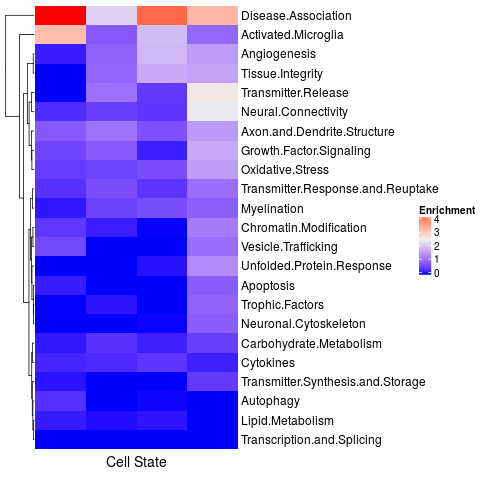 Disease.Association
Activated.Microglia
Angiogenesis
Tissue.Integrity
Transmitter.Release
Neural.Connectivity
Axon.and.Dendrite.Structure
Growth.Factor.Signaling
Oxidative.Stress
Transmitter.Response.and.Reuptake
Myelination
Chromatin.Modification
Vesicle.Trafficking
Unfolded.Protein.Response
Apoptosis
Trophic.Factors
Neuronal.Cytoskeleton
Carbohydrate.Metabolism
Cytokines
Transmitter.Synthesis.and.Storage
Autophagy
Lipid.Metabolism
Transcription.and.Splicing
Cell State
Enrichment
4
3
2
1
0